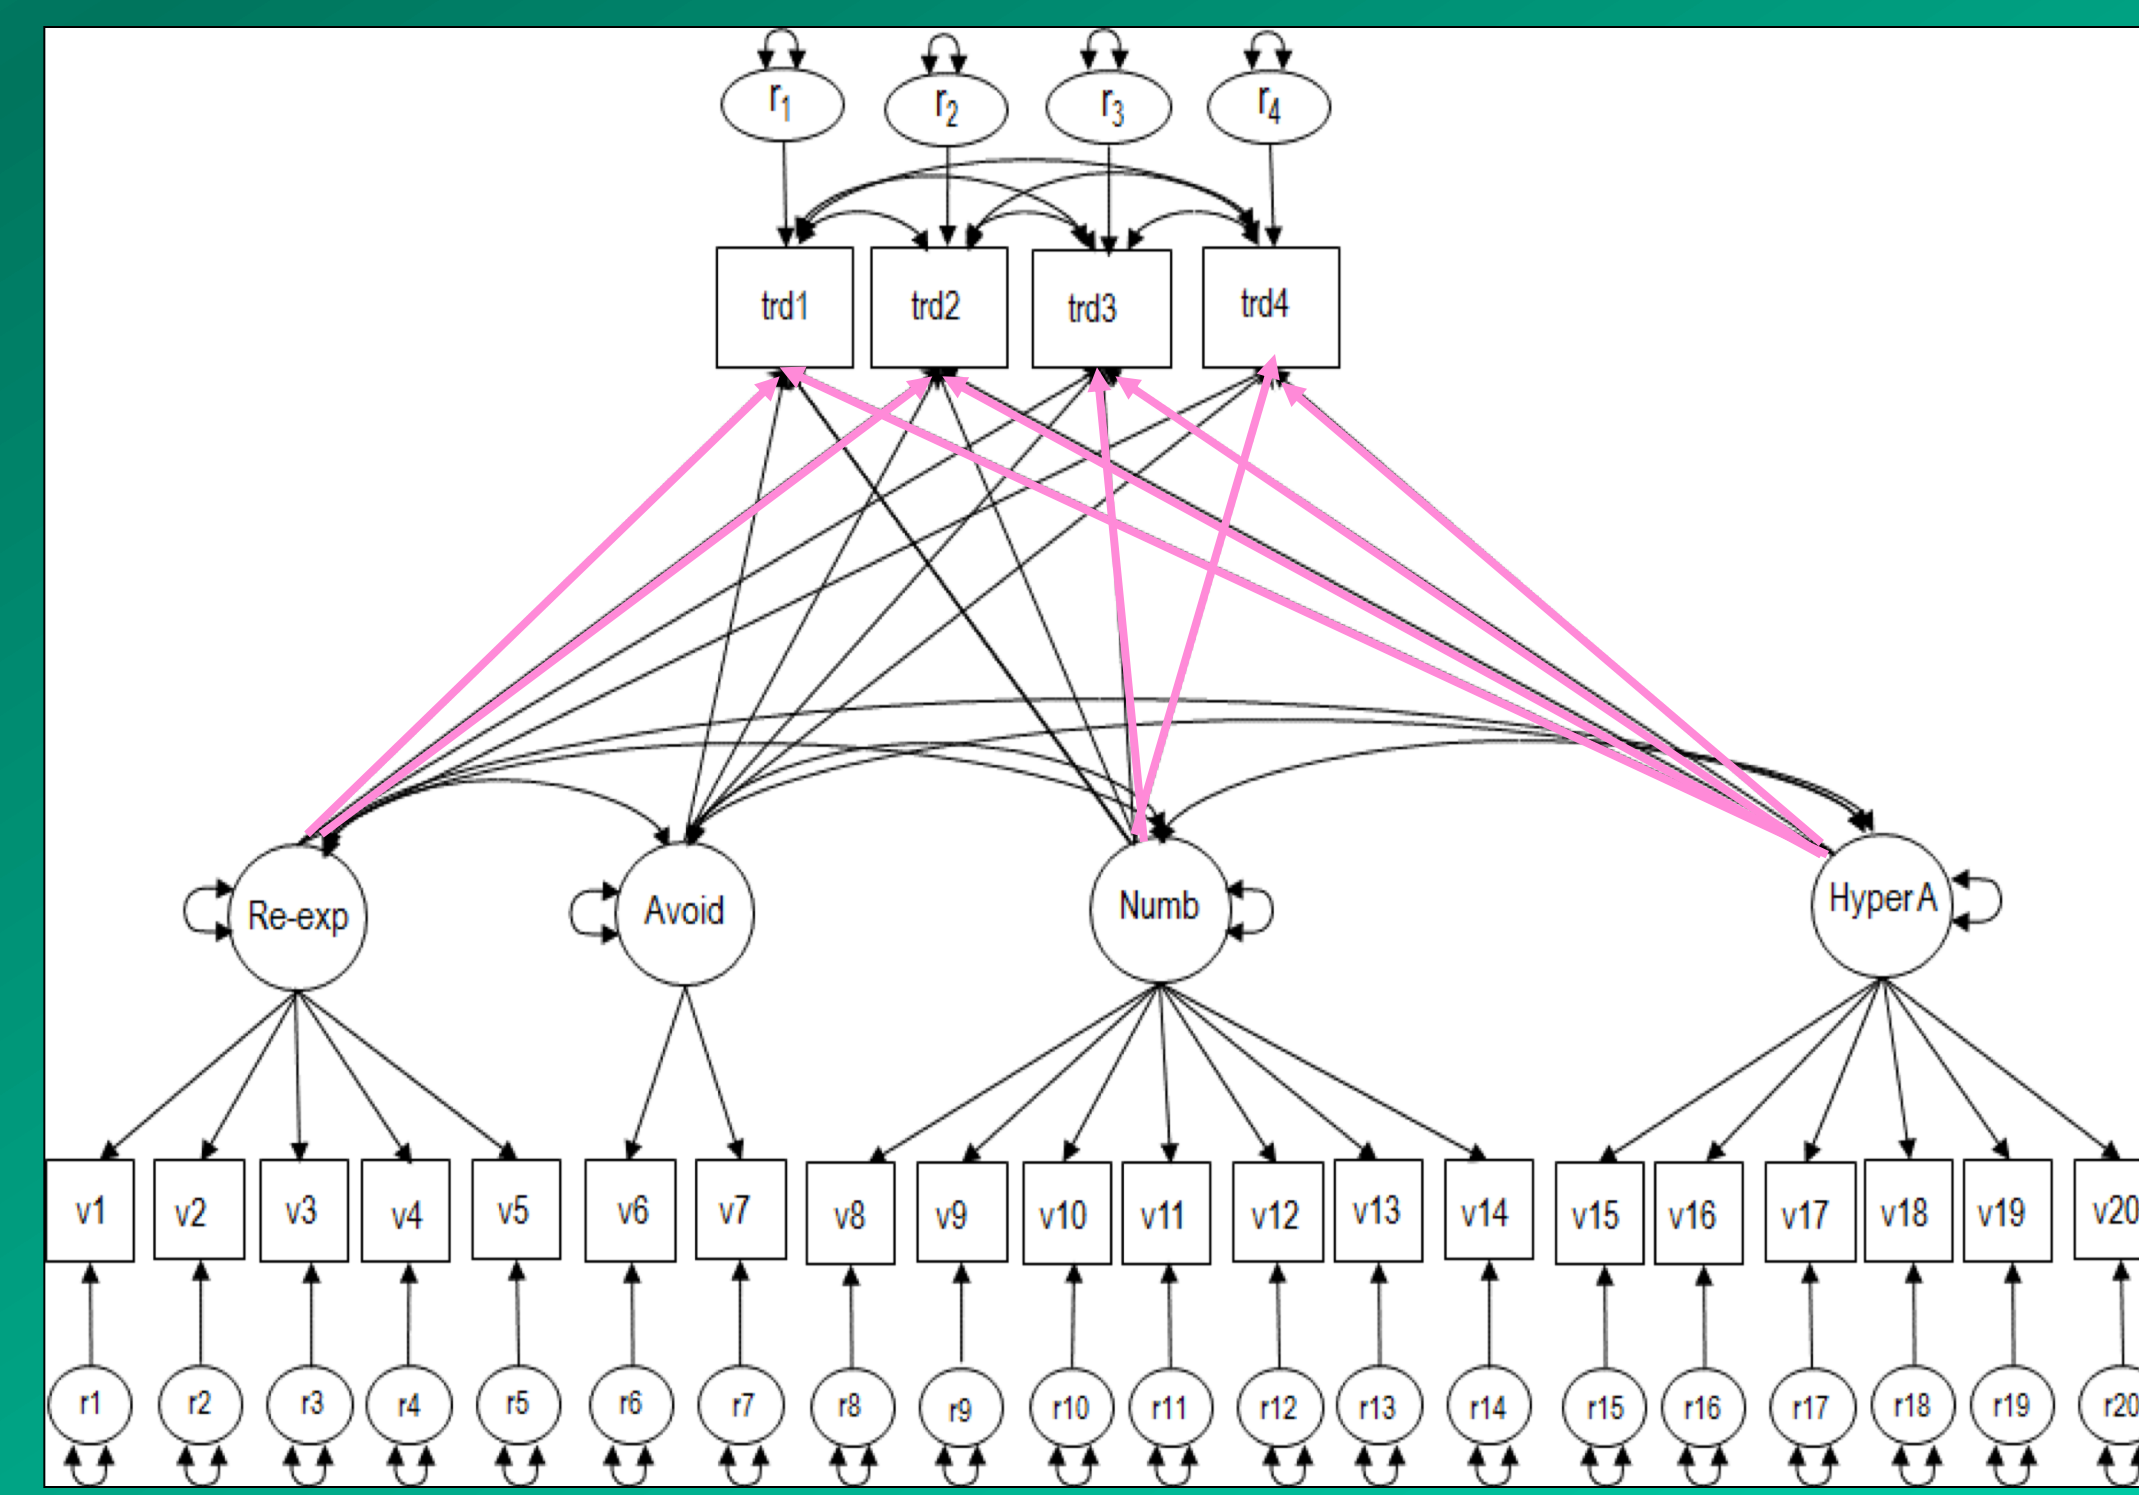 r1 r2 r3 r4
trd1 trd2 trd3 trd4
Re-exp Avoid Numb HyperA
v1 v2 v3 v4 v5 v6 v7 v8 v9 v10 v11 v12 v13 v14 v15 v16 v17 v18 v19 v20
r1 r2 r3 r4 r5 r6 r7 r8 r9 r10 r11 r12 r13 r14 r15 r16 r17 r18 r19 r20